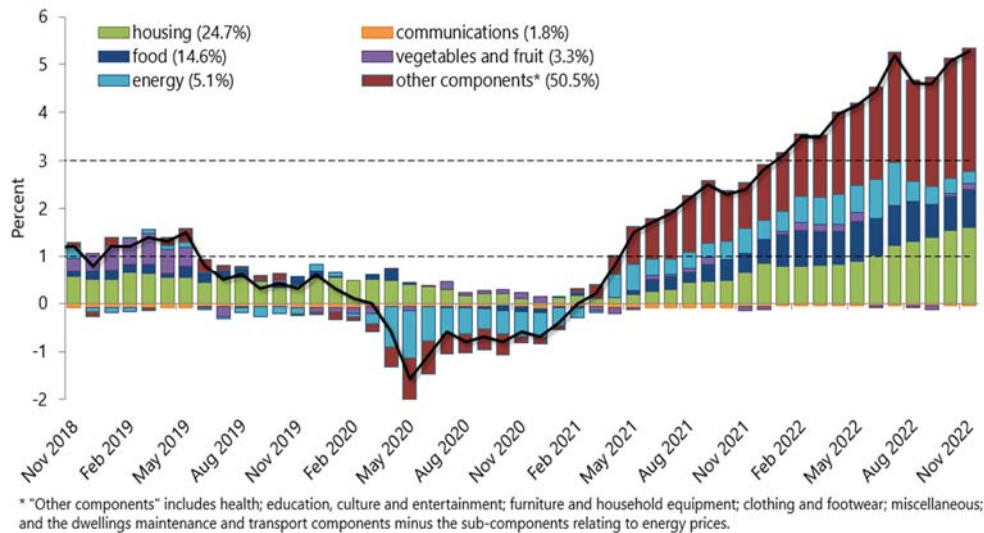 6
5
4
3
2
1
0
-1
-2
Percent
housing (24.7%)
communications (1.8%)
food (14.6%)
vegetables and fruit (3.3%)
energy (5.1%)
other components* (50.5%)
Nov 2018
Feb 2019
May 2019
Aug 2019
Nov 2019
Feb 2020
May 2020
Aug 2020
Nov 2020
Feb 2021
May 2021
Aug 2021
Nov 2021
Feb 2022
May 2022
Aug 2022
Nov 2022
* "Other components" includes health; education, culture and entertainment; furniture and household equipment; clothing and footwear; miscellaneous;
and the dwellings maintenance and transport components minus the sub-components relating to energy prices.